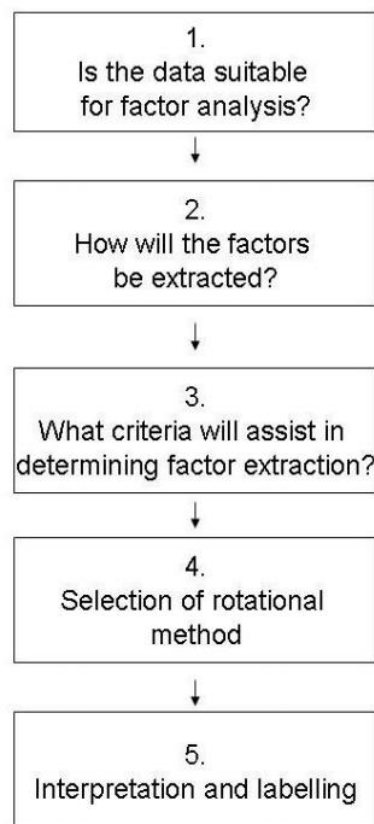 1.
Is the data suitable
for factor analysis?
2.
How will the factors
be extracted?
3.
What criteria will assist in
determining factor extraction?
4.
Selection of rotational
method
5.
Interpretation and labelling